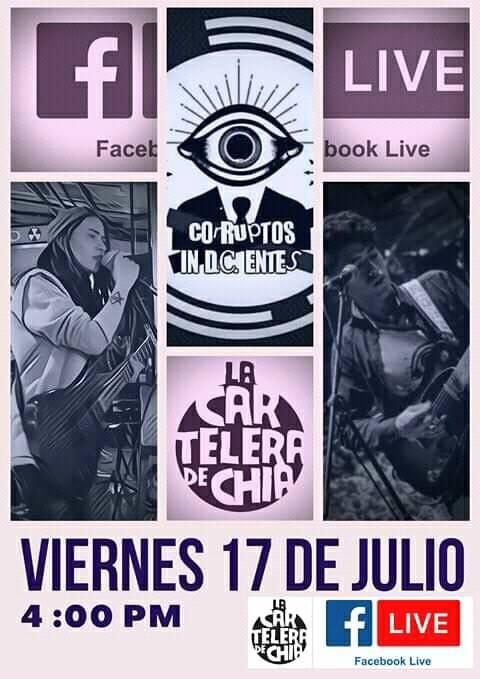 f
LIVE
Faceb
book Live
CORRUPTOS
IN D.C. ENTES
LA
CAR
TELERA
DE CHIA
VIERNES 17 DE JULIO
4 :00 PM
LA
CAR
TELERA
DE CHIA
f
LIVE
Facebook Live